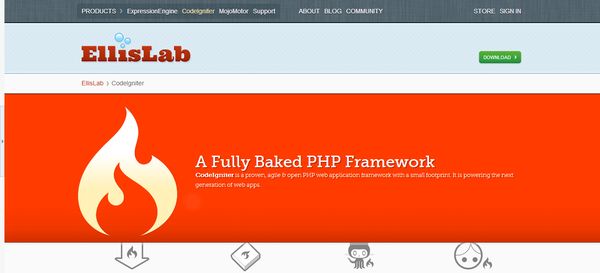 PRODUCTS › ExpressionEngine CodeIgniter MojoMotor Support ABOUT BLOG COMMUNITY STORE SIGN IN
EllisLab
DOWNLOAD ›
EllisLab › CodeIgniter
A Fully Baked PHP Framework
CodeIgniter is a proven, agile & open PHP web application framework with a small footprint. It is powering the next
generation of web apps.